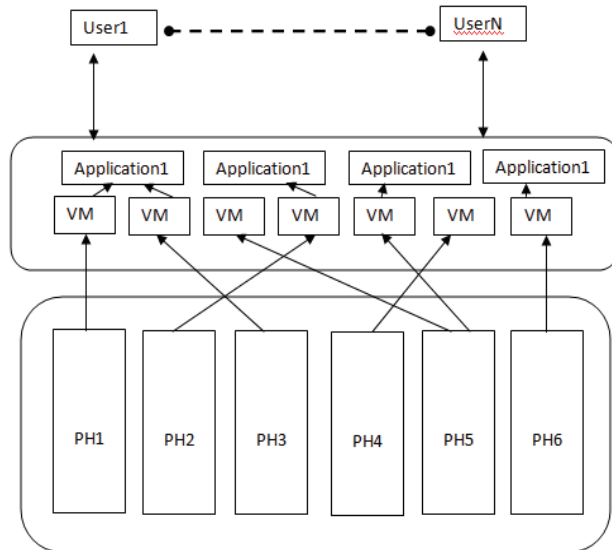 User1
UserN
Application1
Application1
Application1
Application1
VM
VM
VM
VM
VM
VM
VM
PH1
PH2
PH3
PH4
PH5
PH6